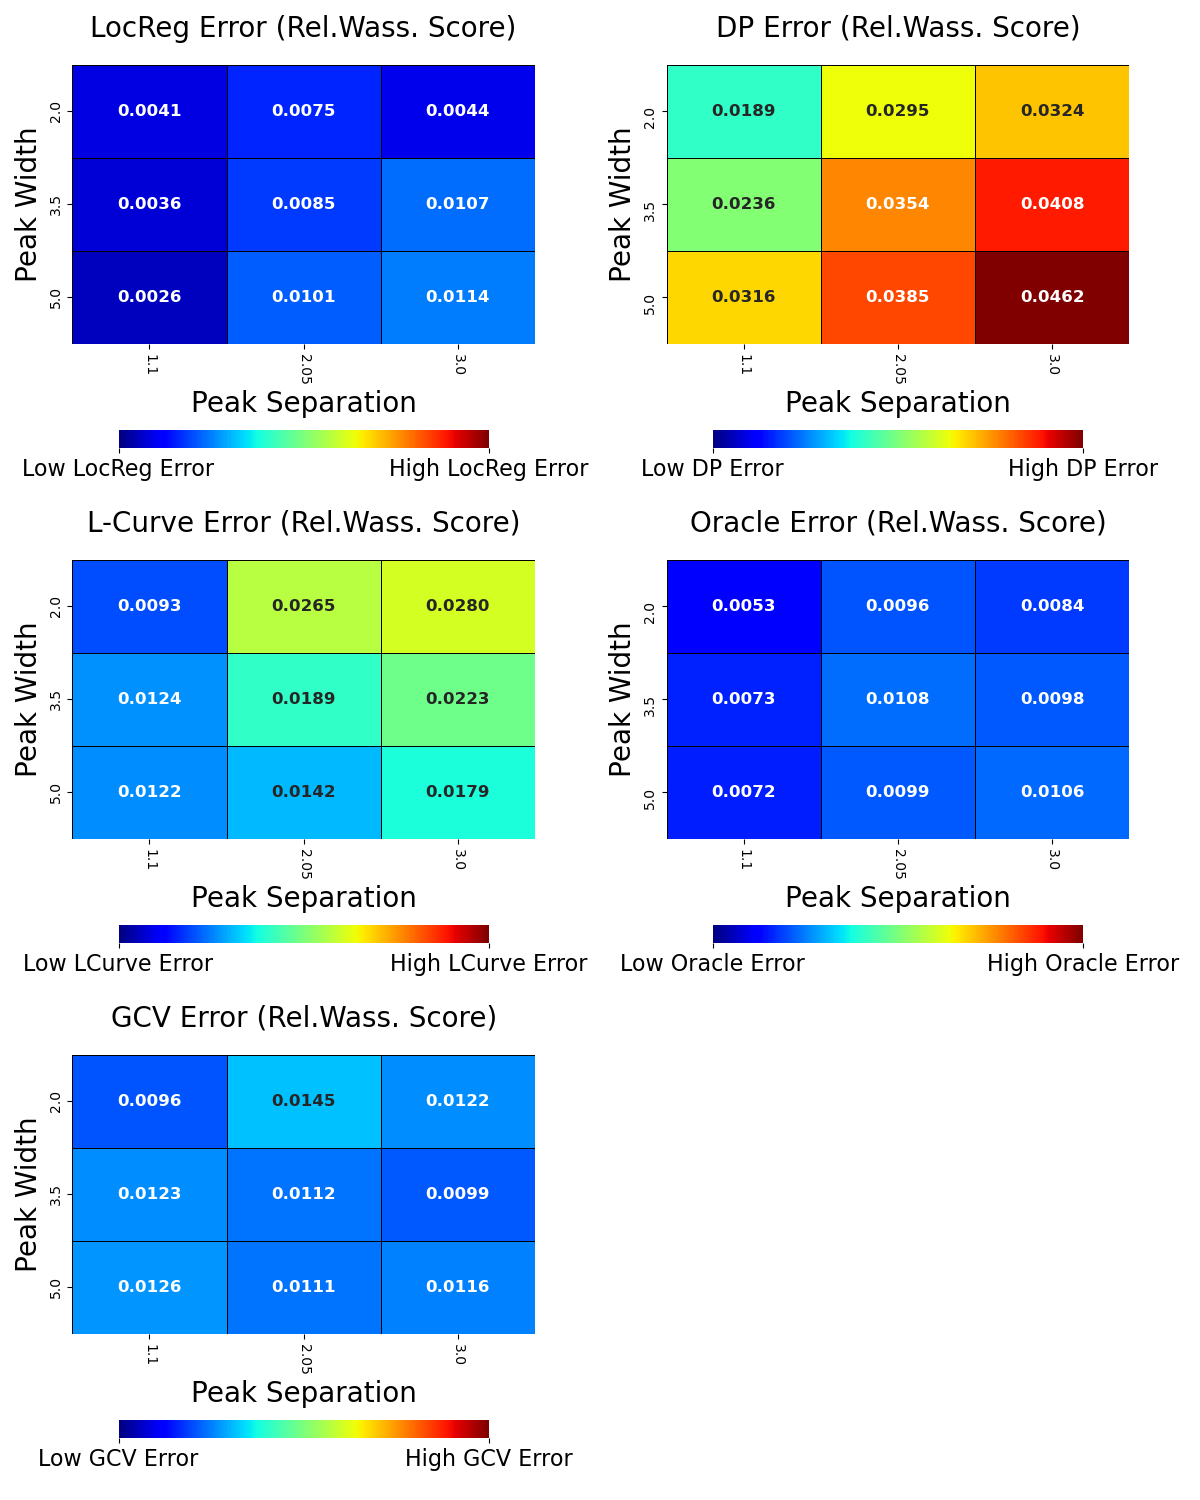 LocReg Error (Rel.Wass. Score)
Peak Width
2.0
0.0041 0.0075 0.0044
3.5
0.0036 0.0085 0.0107
5.0
0.0026 0.0101 0.0114
1.1 2.05 3.0
Peak Separation
Low LocReg Error High LocReg Error
DP Error (Rel.Wass. Score)
Peak Width
2.0
0.0189 0.0295 0.0324
3.5
0.0236 0.0354 0.0408
5.0
0.0316 0.0385 0.0462
1.1 2.05 3.0
Peak Separation
Low DP Error High DP Error
L-Curve Error (Rel.Wass. Score)
Peak Width
2.0
0.0093 0.0265 0.0280
3.5
0.0124 0.0189 0.0223
5.0
0.0122 0.0142 0.0179
1.1 2.05 3.0
Peak Separation
Low LCurve Error High LCurve Error
Oracle Error (Rel.Wass. Score)
Peak Width
2.0
0.0053 0.0096 0.0084
3.5
0.0073 0.0108 0.0098
5.0
0.0072 0.0099 0.0106
1.1 2.05 3.0
Peak Separation
Low Oracle Error High Oracle Error
GCV Error (Rel.Wass. Score)
Peak Width
2.0
0.0096 0.0145 0.0122
3.5
0.0123 0.0112 0.0099
5.0
0.0126 0.0111 0.0116
1.1 2.05 3.0
Peak Separation
Low GCV Error High GCV Error